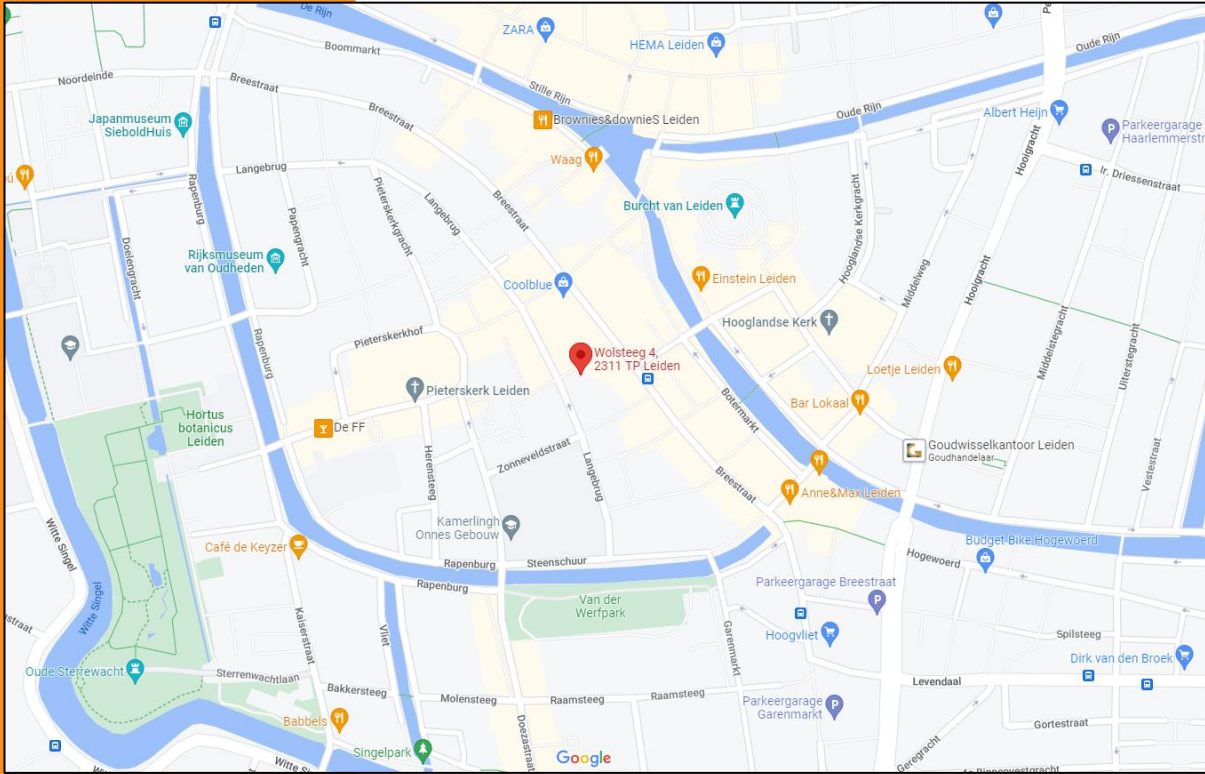 De Rijn
ZARA
HEMA Leiden
Oude Rijn
Boommarkt
Noordeinde
Breestraat
Stille Rijn
Breestraat
Oude Rijn
Albert Heijn
Japanmuseum
SieboldHuis
Brownies&downieS Leiden
Parkeergarage
Haarlemmerstr
Hooigracht
Waag
Langebrug
Ir. Driessenstraat
Rapenburg
Papengracht
Pieterskerkgracht
Langebrug
Breestraat
Burcht van Leiden
Hooglandse Kerkgracht
Doelengracht
Rijksmuseum
van Oudheden
Coolblue
Einstein Leiden
Middelweg
Hooigracht
Middelstegracht
Uiterstegracht
Hooglandse Kerk
Pieterskerkhof
Rapenburg
Wolsteeg 4,
2311 TP Leiden
Loetje Leiden
Pieterskerk Leiden
Botermarkt
Bar Lokaal
Hortus
botanicus
Leiden
De FF
Goudwisselkantoor Leiden
Goudhandelaar
Zonneveldstraat
Herensteeg
Langebrug
Breestraat
Vestestraat
Anne&Max Leiden
Kamerlingh
Onnes Gebouw
Witte Singel
Café de Keyzer
Budget Bike Hogewoerd
Hogewoerd
Rapenburg
Steenschuur
Rapenburg
Parkeergarage Breestraat
Witte Singel
Van der
Werfpark
Kaiserstraat
Vliet
Garenmarkt
Hoogvliet
Spilsteeg
straat
Dirk van den Broek
Oude Sterrewacht
Sterrenwachtlaan
Levendaal
Bakkersteeg
Molensteeg
Raamsteeg
Raamsteeg
Parkeergarage
Garenmarkt
Babbels
Gortestraat
Doezastraat
Singelpark
Google
Geregracht
Witte S